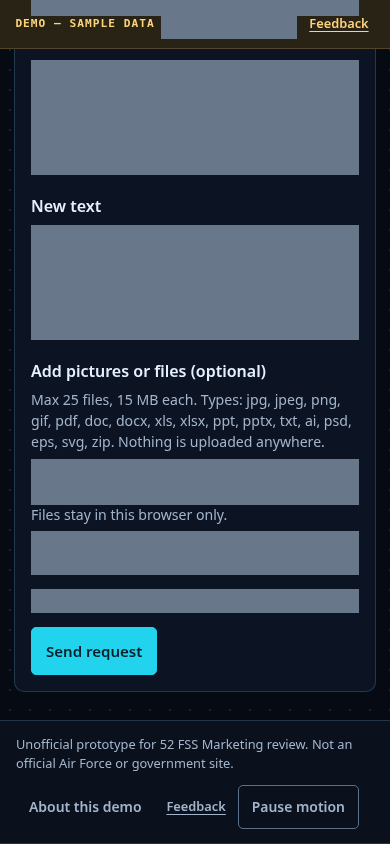 DEMO — SAMPLE DATA
Feedback
New text
Add pictures or files (optional)
Max 25 files, 15 MB each. Types: jpg, jpeg, png,
gif, pdf, doc, docx, xls, xlsx, ppt, pptx, txt, ai, psd,
eps, svg, zip. Nothing is uploaded anywhere.
Files stay in this browser only.
Send request
Unofficial prototype for 52 FSS Marketing review. Not an
official Air Force or government site.
About this demo
Feedback
Pause motion